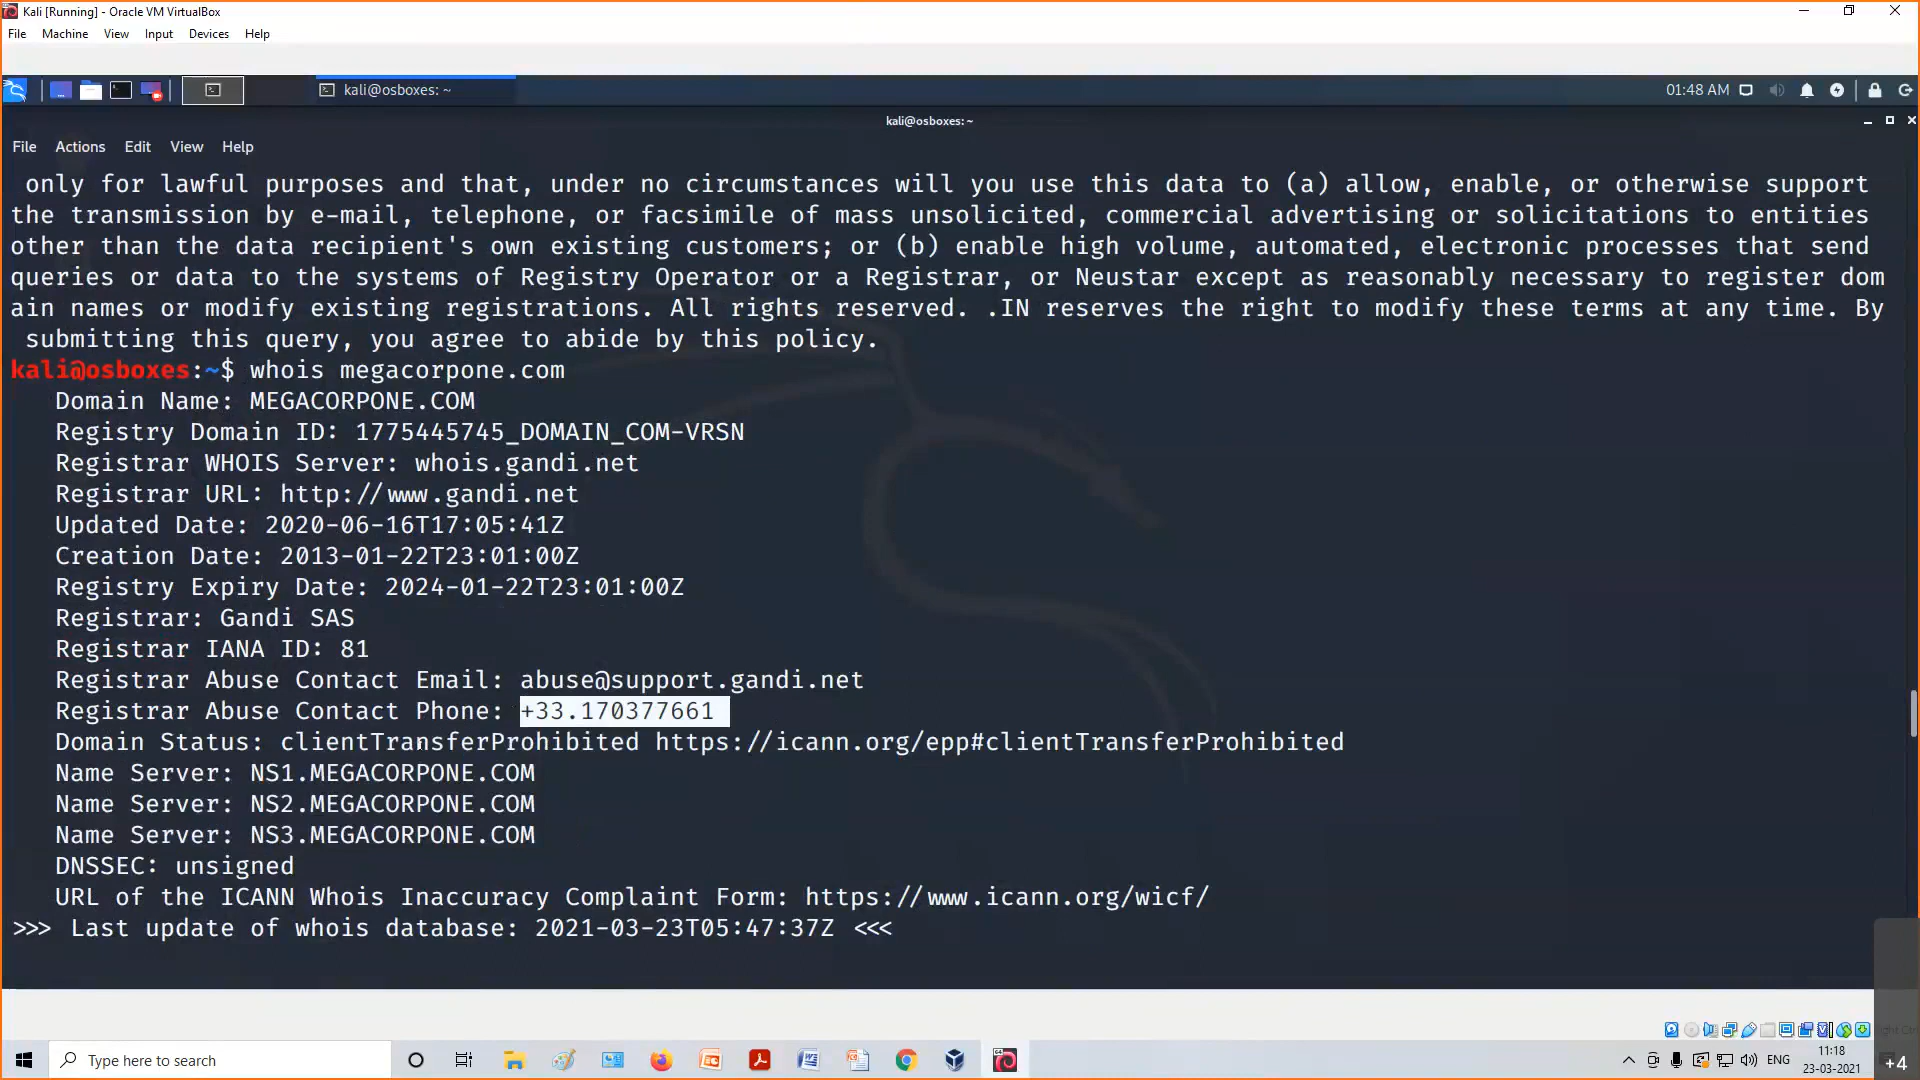 Kali [Running] - Oracle VM VirtualBox
File Machine View Input Devices Help
kali@osboxes: ~
01:48 AM
kali@osboxes: ~
File Actions Edit View Help
only for lawful purposes and that, under no circumstances will you use this data to (a) allow, enable, or otherwise support
the transmission by e-mail, telephone, or facsimile of mass unsolicited, commercial advertising or solicitations to entities
other than the data recipient's own existing customers; or (b) enable high volume, automated, electronic processes that send
queries or data to the systems of Registry Operator or a Registrar, or Neustar except as reasonably necessary to register dom
ain names or modify existing registrations. All rights reserved. .IN reserves the right to modify these terms at any time. By
submitting this query, you agree to abide by this policy.
kali@osboxes:~$ whois megacorpone.com
Domain Name: MEGACORPONE.COM
Registry Domain ID: 1775445745_DOMAIN_COM-VRSN
Registrar WHOIS Server: whois.gandi.net
Registrar URL: http://www.gandi.net
Updated Date: 2020-06-16T17:05:41Z
Creation Date: 2013-01-22T23:01:00Z
Registry Expiry Date: 2024-01-22T23:01:00Z
Registrar: Gandi SAS
Registrar IANA ID: 81
Registrar Abuse Contact Email: abuse@support.gandi.net
Registrar Abuse Contact Phone: +33.170377661
Domain Status: clientTransferProhibited https://icann.org/epp#clientTransferProhibited
Name Server: NS1.MEGACORPONE.COM
Name Server: NS2.MEGACORPONE.COM
Name Server: NS3.MEGACORPONE.COM
DNSSEC: unsigned
URL of the ICANN Whois Inaccuracy Complaint Form: https://www.icann.org/wicf/
>>> Last update of whois database: 2021-03-23T05:47:37Z <<<
Type here to search
ENG
11:18
23-03-2021
+4